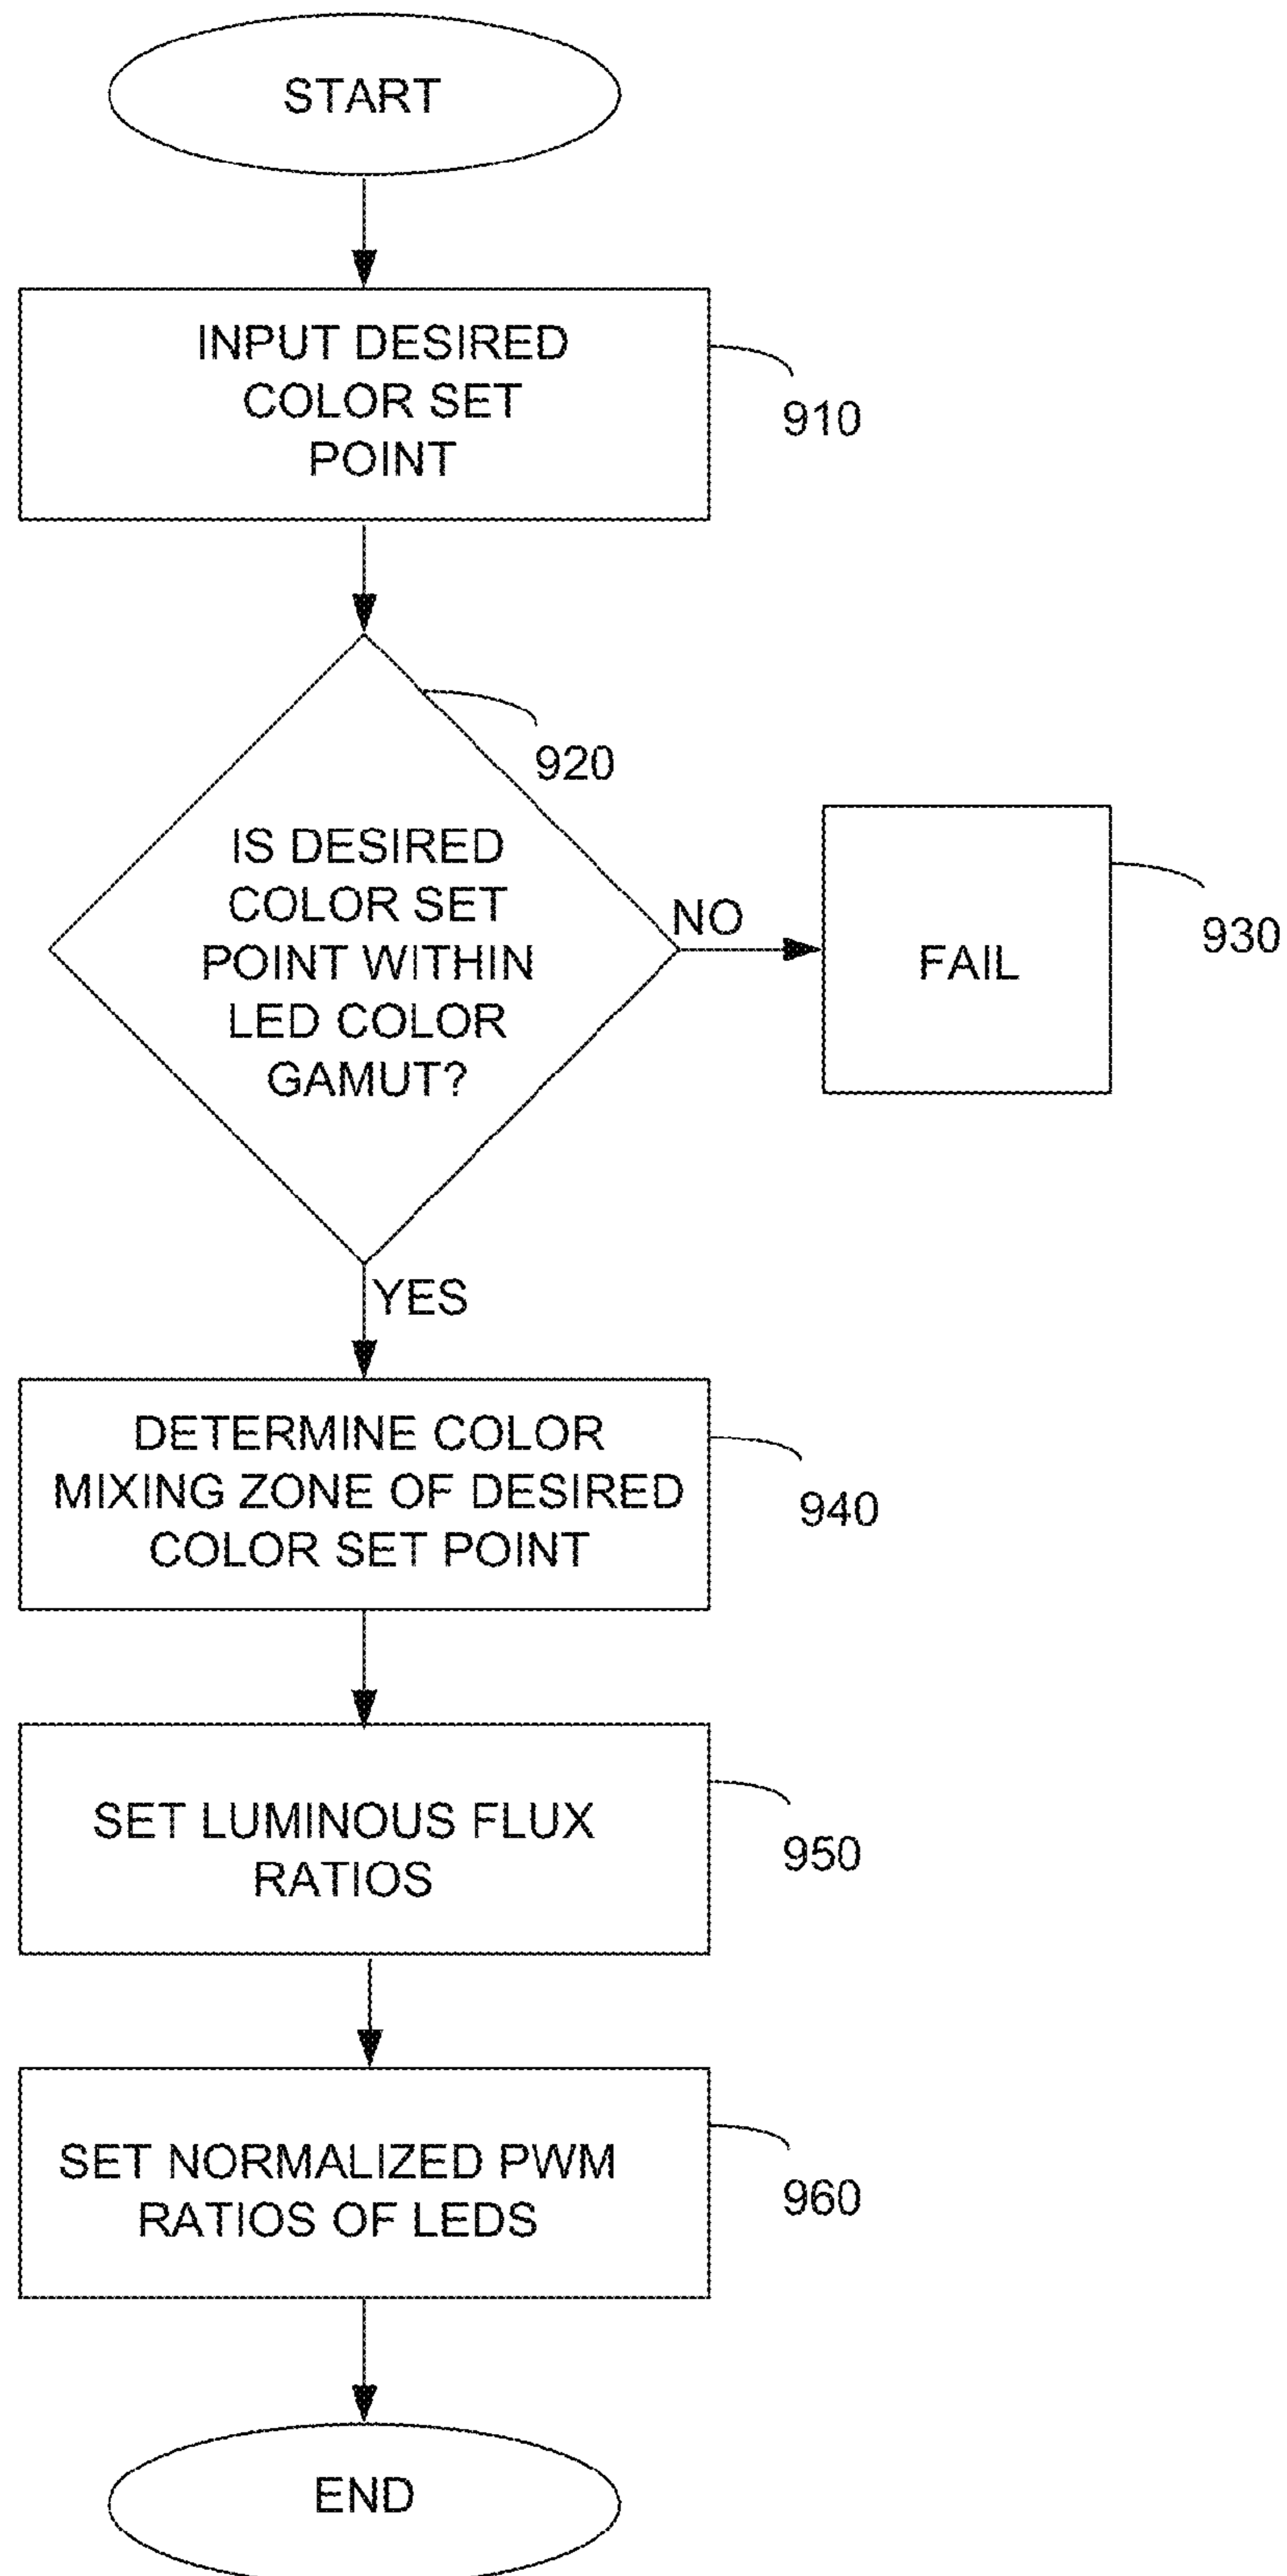 START
INPUT DESIRED
COLOR SET
POINT
910
920
IS DESIRED
COLOR SET
POINT WITHIN
LED COLOR
GAMUT?
NO
FAIL
930
YES
DETERMINE COLOR
MIXING ZONE OF DESIRED
COLOR SET POINT
940
SET LUMINOUS FLUX
RATIOS
950
SET NORMALIZED PWM
RATIOS OF LEDS
960
END